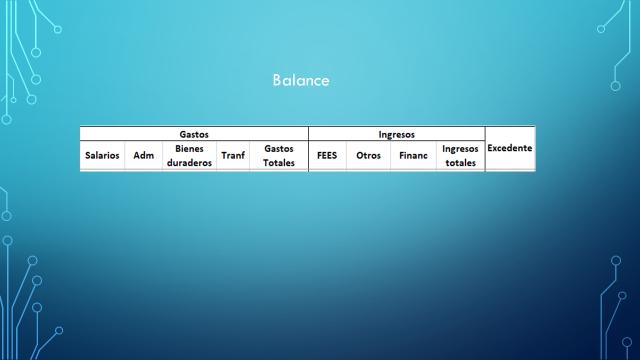 Balance
Gastos Ingresos Excedente
Salarios Adm Bienes duraderos Tranf Gastos Totales FEES Otros Financ Ingresos totales